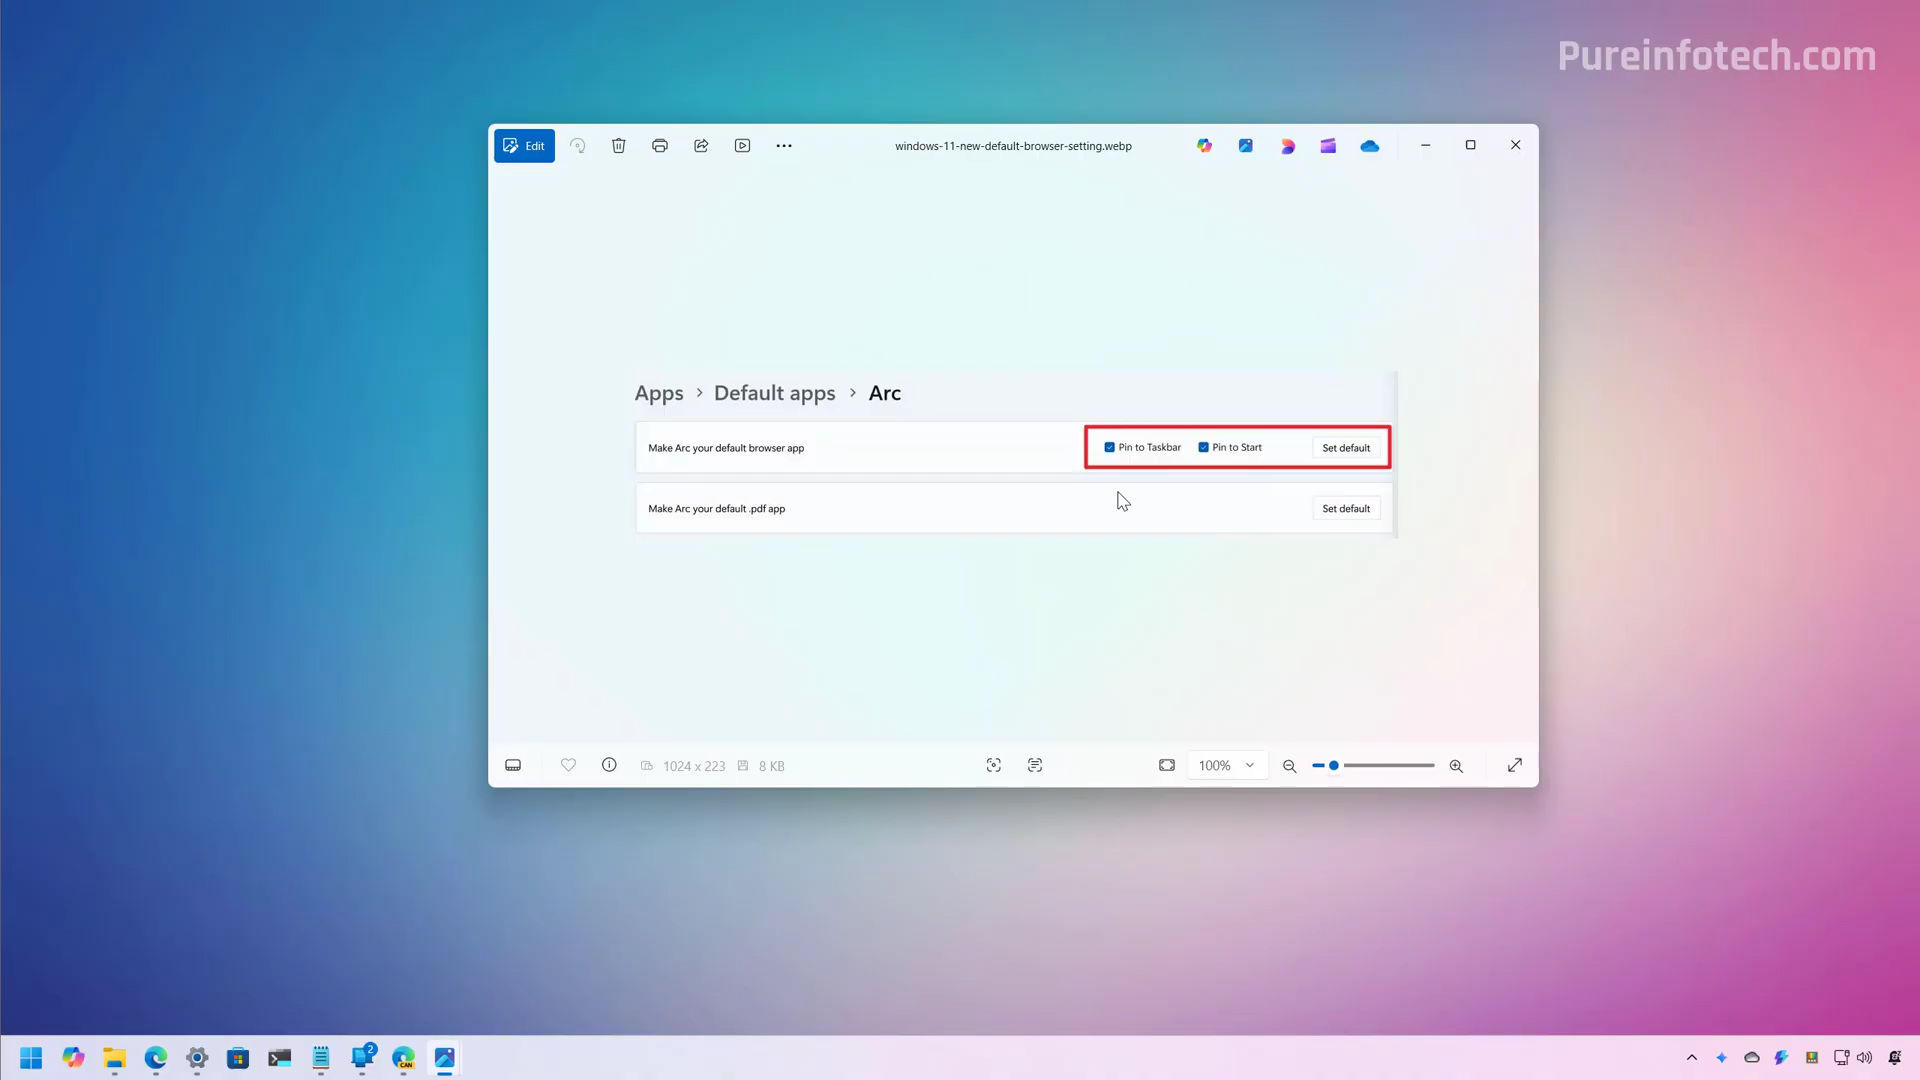 Pureinfotech.com
Edit
windows-11-new-default-browser-setting.webp
Apps > Default apps > Arc
Make Arc your default browser app
Pin to Taskbar
Pin to Start
Set default
Make Arc your default .pdf app
Set default
1024 x 223
8 KB
100%
2
CAN